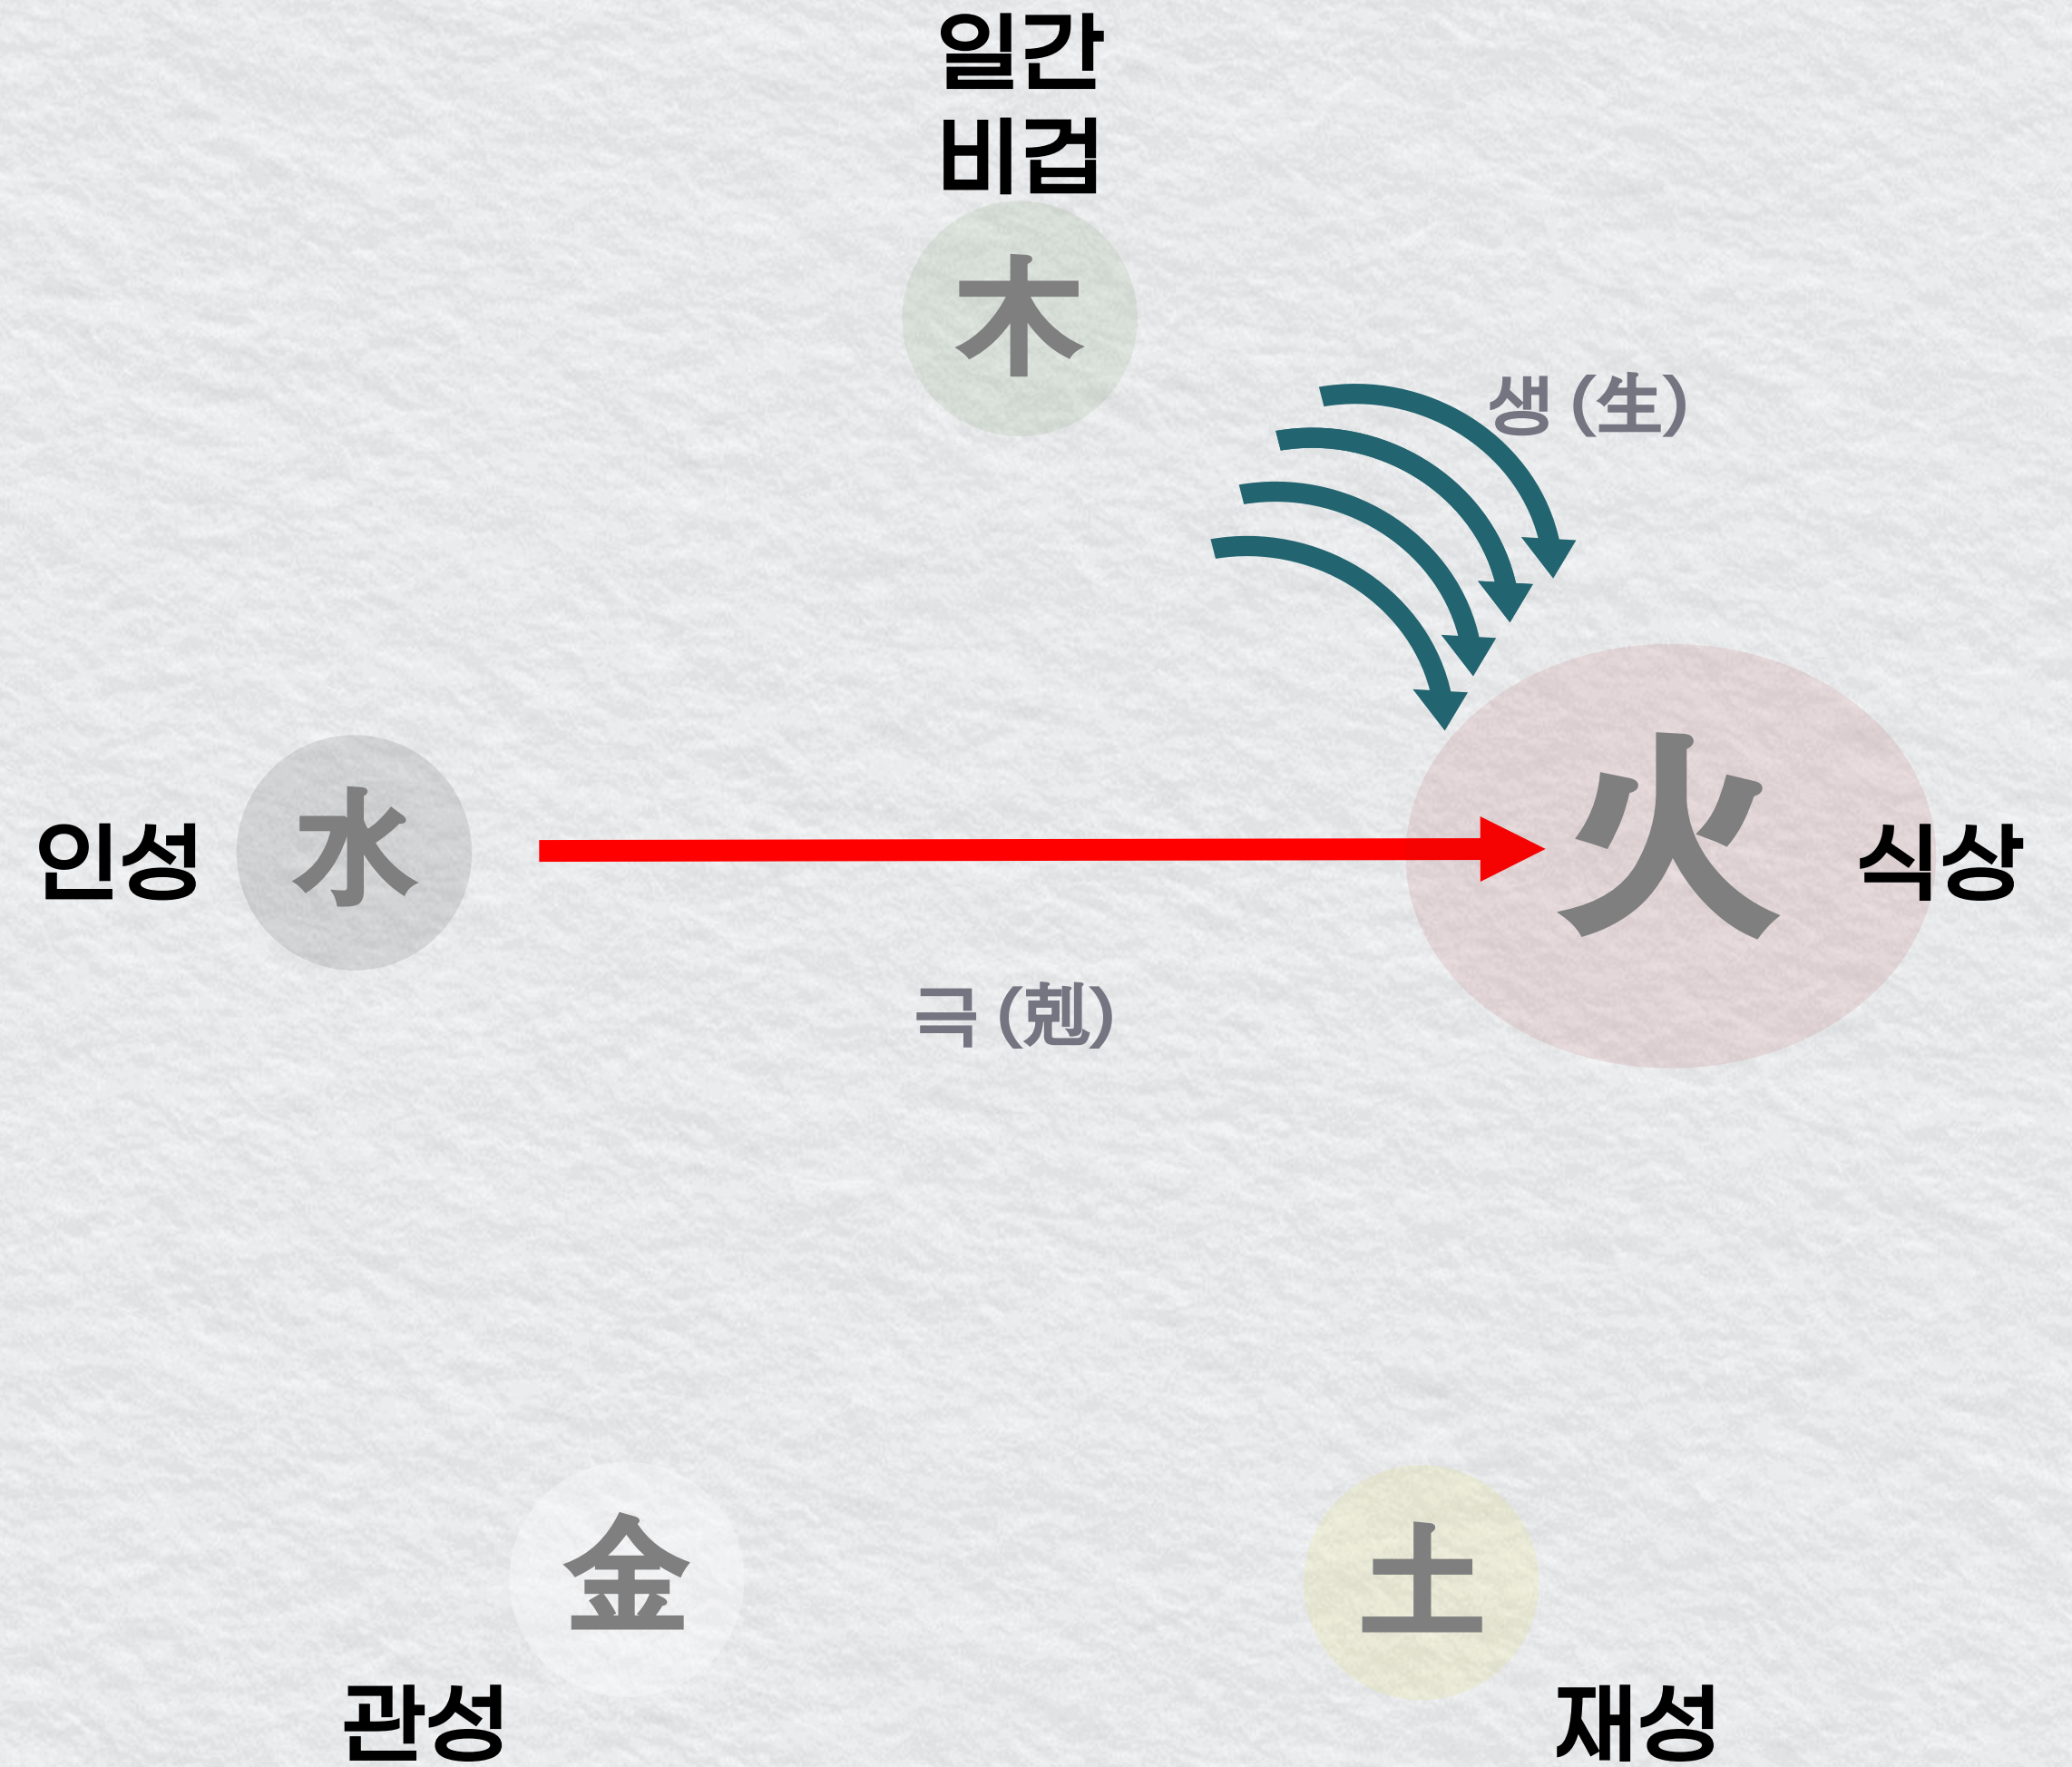 일간
비겁
木
생 (生)
인성
水
火
식상
극 (剋)
金
土
관성
재성